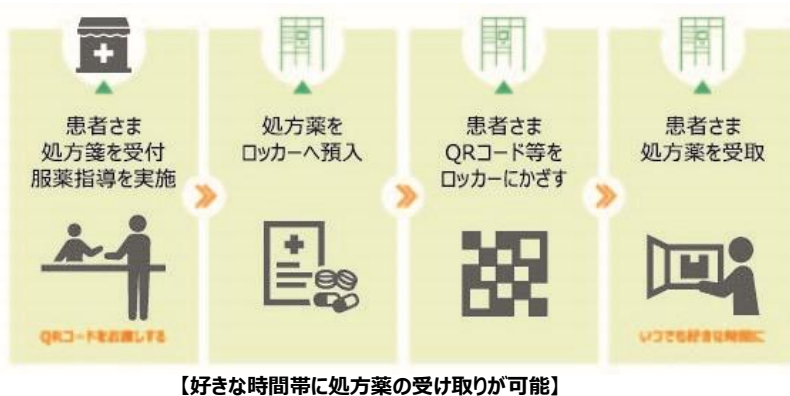 患者さま
処方箋を受付
服薬指導を実施
QRコードをお渡しする
処方薬を
ロッカーへ預入
患者さま
QRコード等を
ロッカーにかざす
患者さま
処方薬を受取
いつでも好きな時間に
【好きな時間帯に処方薬の受け取りが可能】